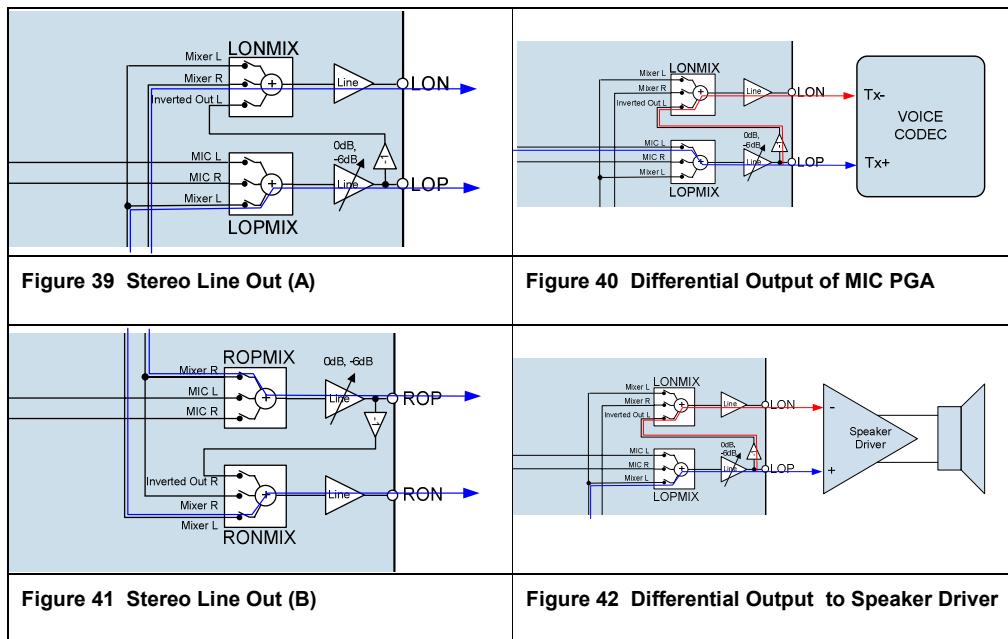 LONMIX
Mixer L
Mixer R
Inverted Out L
+
Line
LON
-1
0dB,
-6dB
MIC L
MIC R
Mixer L
+
Line
LOP
LOPMIX
Figure 39 Stereo Line Out (A)
LONMIX
Mixer L
Mixer R
Inverted Out L
+
Line
LON
Tx-
VOICE
CODEC
Tx+
0dB,
-6dB
-1
MIC L
MIC R
Mixer L
+
Line
LOP
LOPMIX
Figure 40 Differential Output of MIC PGA
ROPMIX
0dB, -6dB
Mixer R
MIC L
MIC R
+
Line
ROP
-1
Inverted Out R
Mixer R
Mixer L
+
Line
RON
RONMIX
Figure 41 Stereo Line Out (B)
LONMIX
Mixer L
Mixer R
Inverted Out L
+
Line
LON
-
Speaker
Driver
+
0dB,
-6dB
-1
MIC L
MIC R
Mixer L
+
Line
LOP
LOPMIX
Figure 42 Differential Output to Speaker Driver